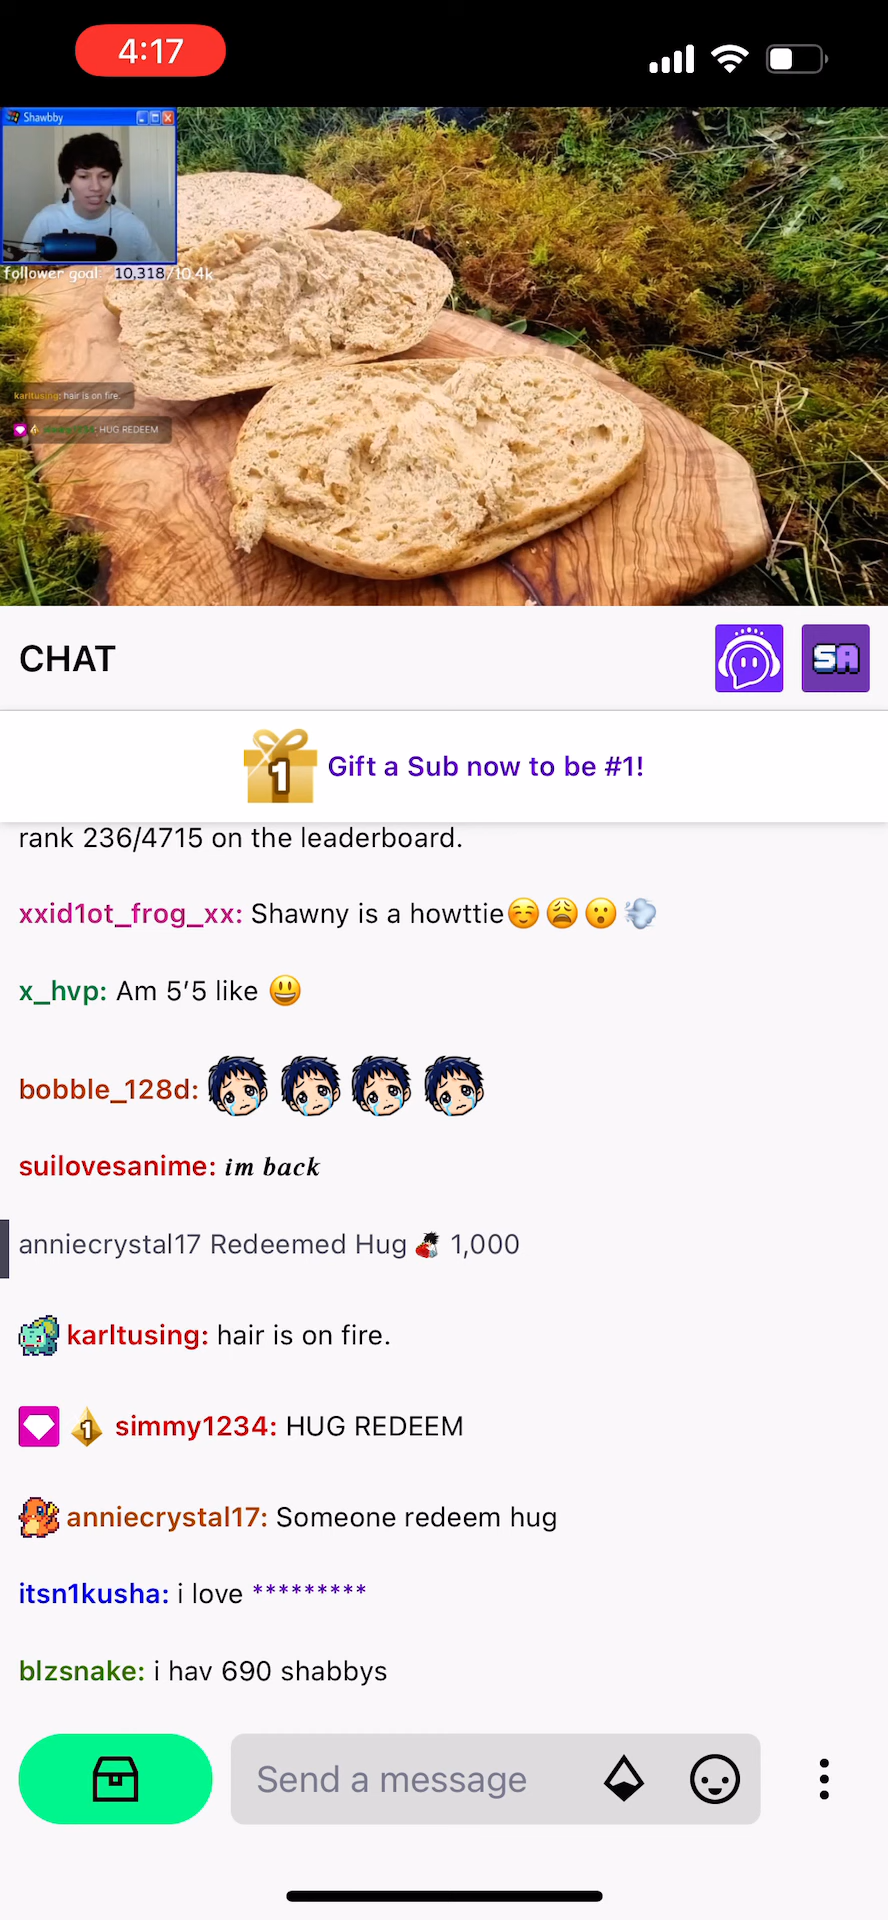 4:17
Shawbby
follower goal: 10,318/10.4k
karltusing: hair is on fire.
HUG REDEEM
CHAT
SA
1
Gift a Sub now to be #1!
rank 236/4715 on the leaderboard.
xxid1ot_frog_xx: Shawny is a howttie☺️😩😮💨
x_hvp: Am 5’5 like 😃
bobble_128d:
suilovesanime: 𝒊𝒎 𝒃𝒂𝒄𝒌
anniecrystal17 Redeemed Hug 1,000
karltusing: hair is on fire.
1 simmy1234: HUG REDEEM
anniecrystal17: Someone redeem hug
itsn1kusha: i love *********
blzsnake: i hav 690 shabbys
Send a message